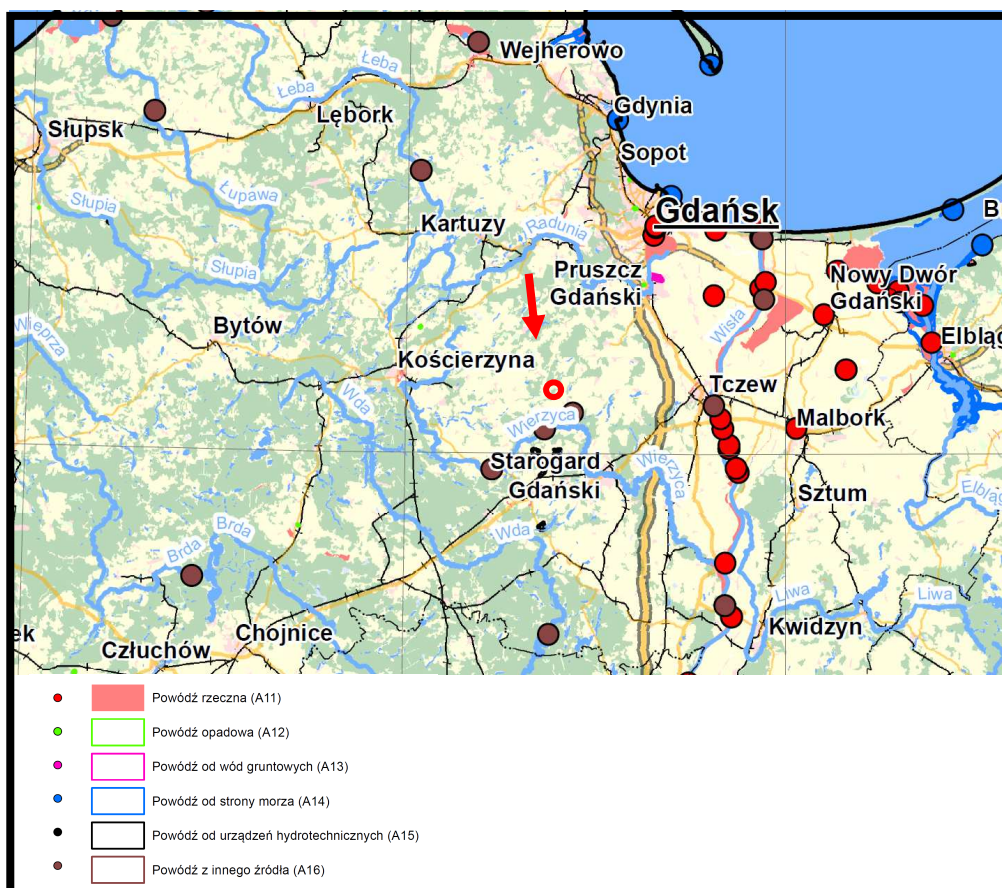 Wejherowo
Łeba
Łeba
Gdynia
Lębork
Słupsk
Sopot
Łupawa
Słupia
Gdańsk
B
Kartuzy
Radunia
Słupia
Pruszcz
Gdański
Nowy Dwór
Gdański
Wisła
Bytów
Wieprza
Elbląg
Kościerzyna
Tczew
Wda
Wierzyca
Malbork
Starogard
Gdański
Wierzyca
Sztum
Elbląg
Brda
Wda
Brda
Liwa
Liwa
ek
Chojnice
Kwidzyn
Człuchów
Powódź rzeczna (A11)
Powódź opadowa (A12)
Powódź od wód gruntowych (A13)
Powódź od strony morza (A14)
Powódź od urządzeń hydrotechnicznych (A15)
Powódź z innego źródła (A16)